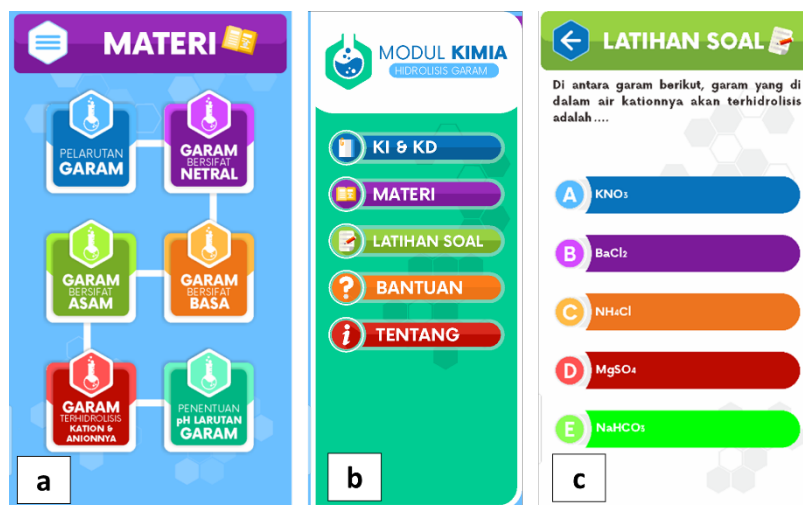 MATERI
PELARUTAN
GARAM
GARAM
BERSIFAT
NETRAL
GARAM
BERSIFAT
ASAM
GARAM
BERSIFAT
BASA
GARAM
TERHIDROLISIS
KATION &
ANIONNYA
PENENTUAN
pH LARUTAN
GARAM
a
MODUL KIMIA
HIDROLISIS GARAM
KI & KD
MATERI
LATIHAN SOAL
BANTUAN
TENTANG
b
LATIHAN SOAL
Di antara garam berikut, garam yang di
dalam air kationnya akan terhidrolisis
adalah ....
A KNO₃
B BaCl₂
C NH₄Cl
D MgSO₄
E NaHCO₃
c